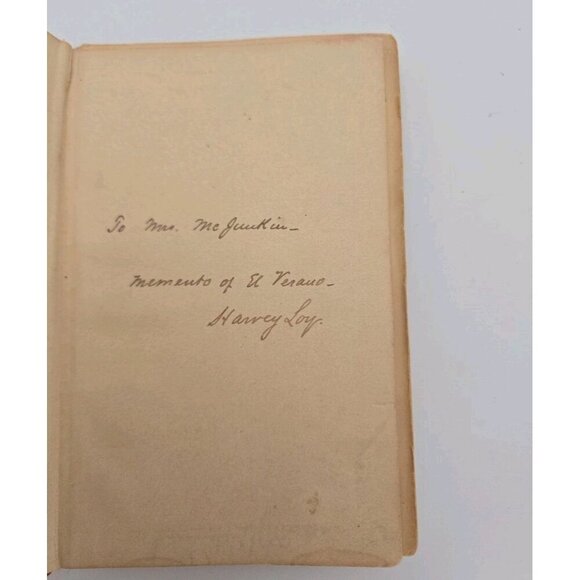 To Mrs. McJunkin-
Memento of El Verano-
Harvey Loy.